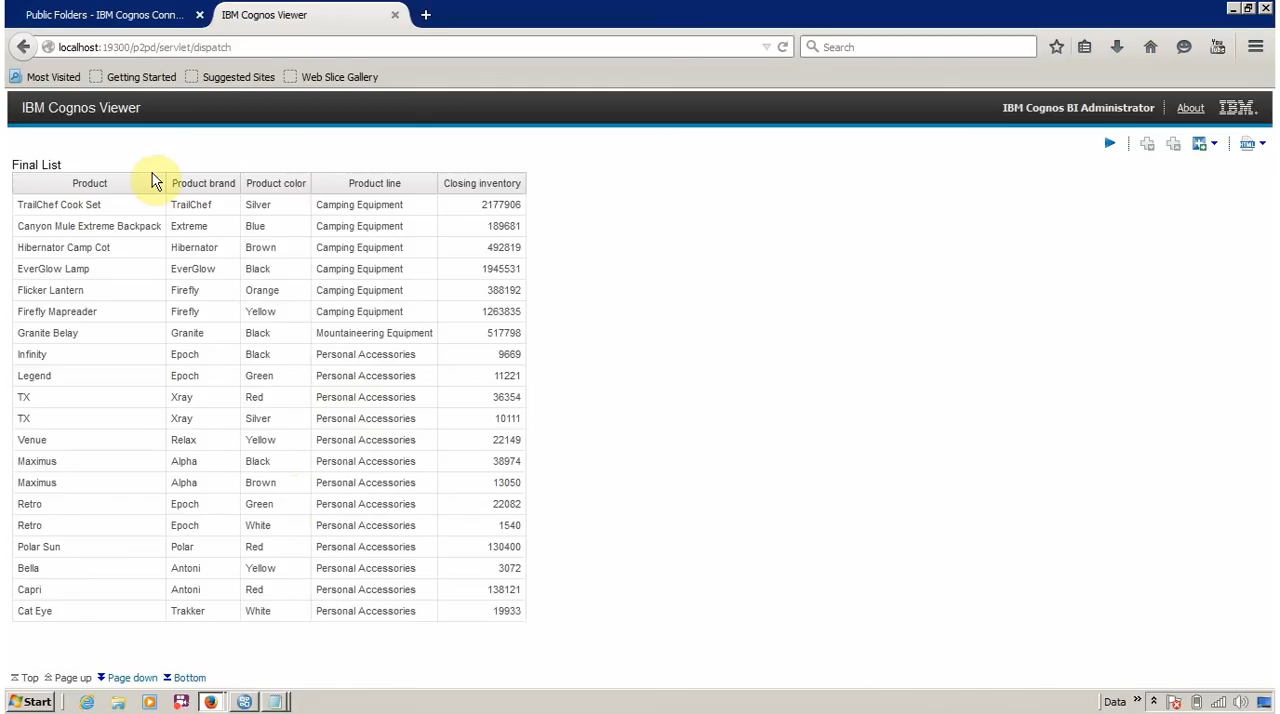 Public Folders - IBM Cognos Conn...
IBM Cognos Viewer
localhost:19300/p2pd/servlet/dispatch
Search
Most Visited
Getting Started
Suggested Sites
Web Slice Gallery
IBM Cognos Viewer
IBM Cognos BI Administrator
About
IBM.
Final List
Product Product brand Product color Product line Closing inventory
TrailChef Cook Set TrailChef Silver Camping Equipment 2177906
Canyon Mule Extreme Backpack Extreme Blue Camping Equipment 189681
Hibernator Camp Cot Hibernator Brown Camping Equipment 492819
EverGlow Lamp EverGlow Black Camping Equipment 1945531
Flicker Lantern Firefly Orange Camping Equipment 388192
Firefly Mapreader Firefly Yellow Camping Equipment 1263835
Granite Belay Granite Black Mountaineering Equipment 517798
Infinity Epoch Black Personal Accessories 9669
Legend Epoch Green Personal Accessories 11221
TX Xray Red Personal Accessories 36354
TX Xray Silver Personal Accessories 10111
Venue Relax Yellow Personal Accessories 22149
Maximus Alpha Black Personal Accessories 38974
Maximus Alpha Brown Personal Accessories 13050
Retro Epoch Green Personal Accessories 22082
Retro Epoch White Personal Accessories 1540
Polar Sun Polar Red Personal Accessories 130400
Bella Antoni Yellow Personal Accessories 3072
Capri Antoni Red Personal Accessories 138121
Cat Eye Trakker White Personal Accessories 19933
Top Page up Page down Bottom
Start
Data